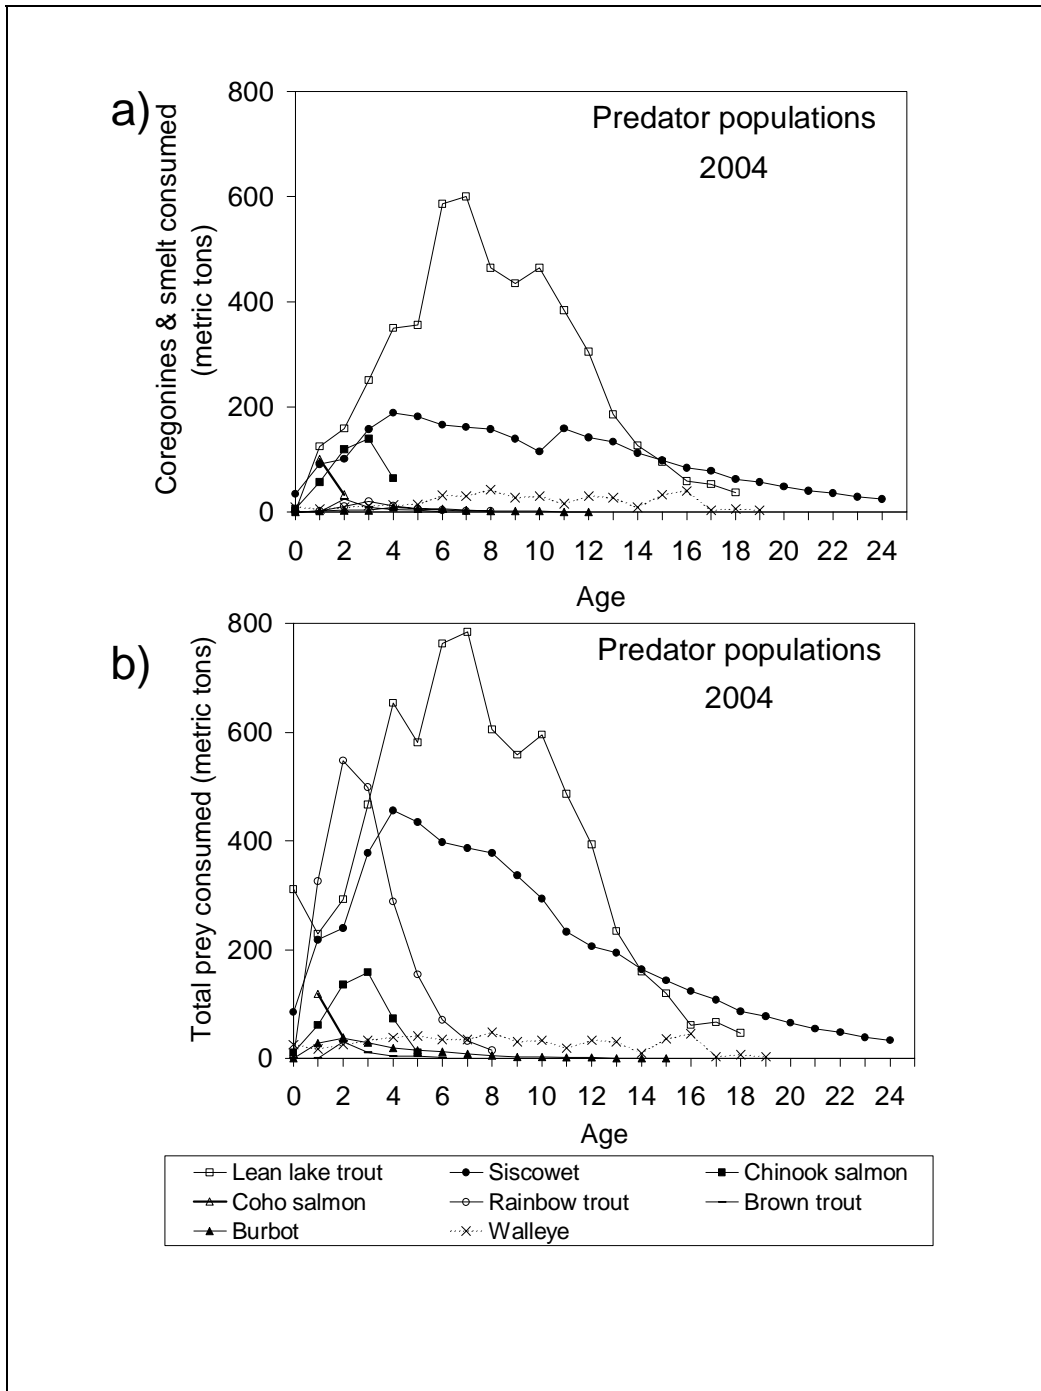 a)
Coregonines & smelt consumed
(metric tons)
Predator populations
2004
800
600
400
200
0
0 2 4 6 8 10 12 14 16 18 20 22 24
Age
b)
Total prey consumed (metric tons)
Predator populations
2004
800
600
400
200
0
0 2 4 6 8 10 12 14 16 18 20 22 24
Age
Lean lake trout Siscowet Chinook salmon
Coho salmon Rainbow trout Brown trout
Burbot Walleye